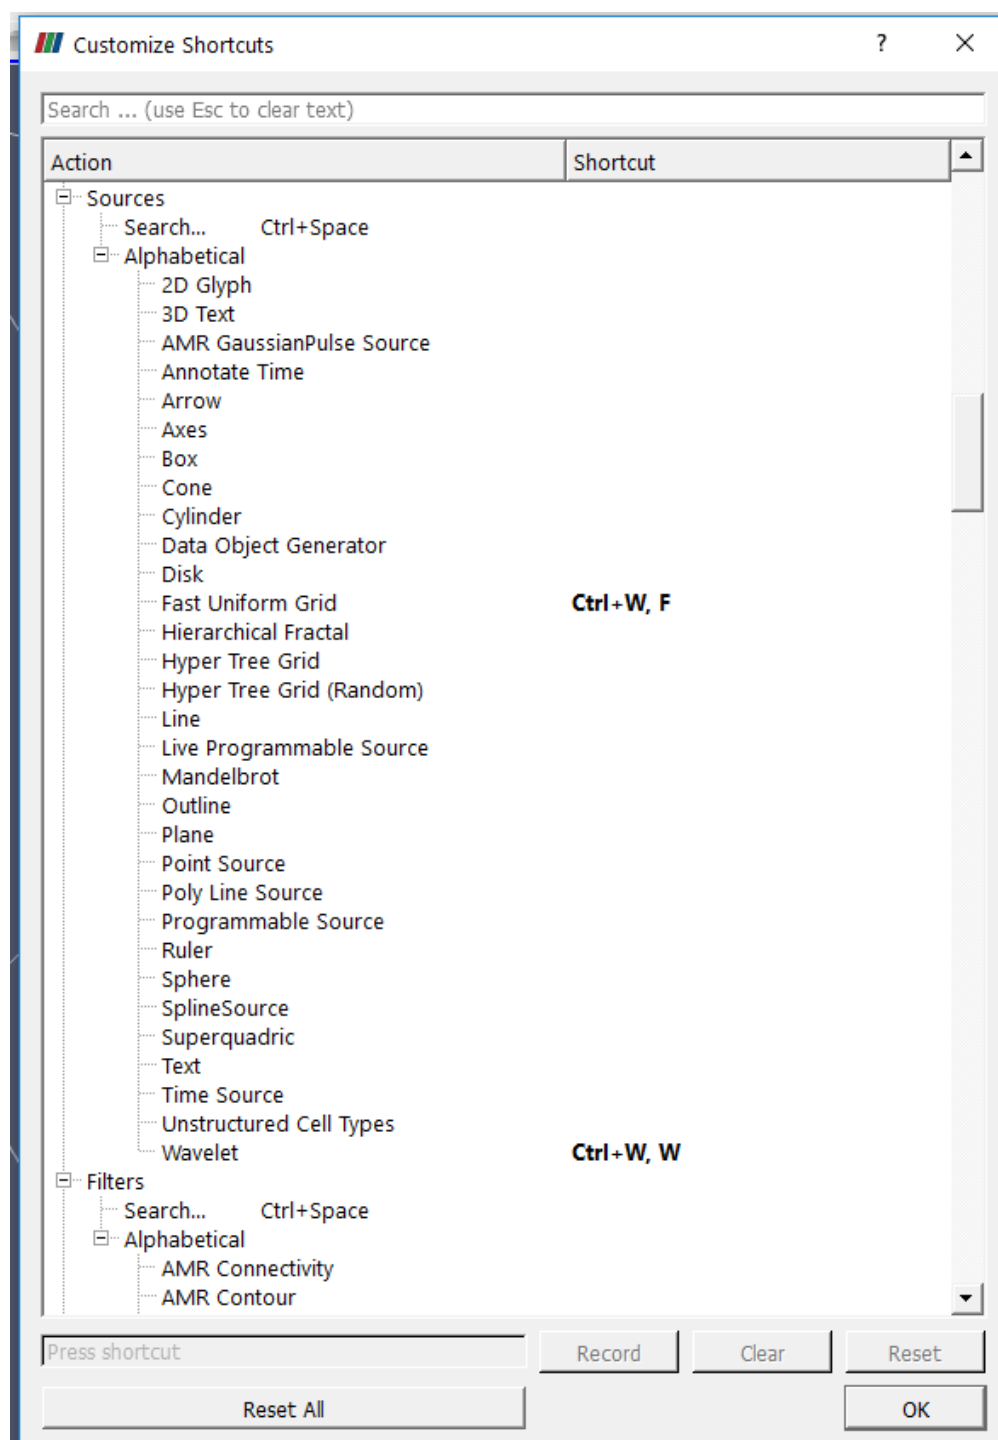 Customize Shortcuts ?
Search ... (use Esc to clear text)
Action Shortcut
Sources
Search... Ctrl+Space
Alphabetical
2D Glyph
3D Text
AMR GaussianPulse Source
Annotate Time
Arrow
Axes
Box
Cone
Cylinder
Data Object Generator
Disk
Fast Uniform Grid Ctrl+W, F
Hierarchical Fractal
Hyper Tree Grid
Hyper Tree Grid (Random)
Line
Live Programmable Source
Mandelbrot
Outline
Plane
Point Source
Poly Line Source
Programmable Source
Ruler
Sphere
SplineSource
Superquadric
Text
Time Source
Unstructured Cell Types
Wavelet Ctrl+W, W
Filters
Search... Ctrl+Space
Alphabetical
AMR Connectivity
AMR Contour
Press shortcut Record Clear Reset
Reset All OK